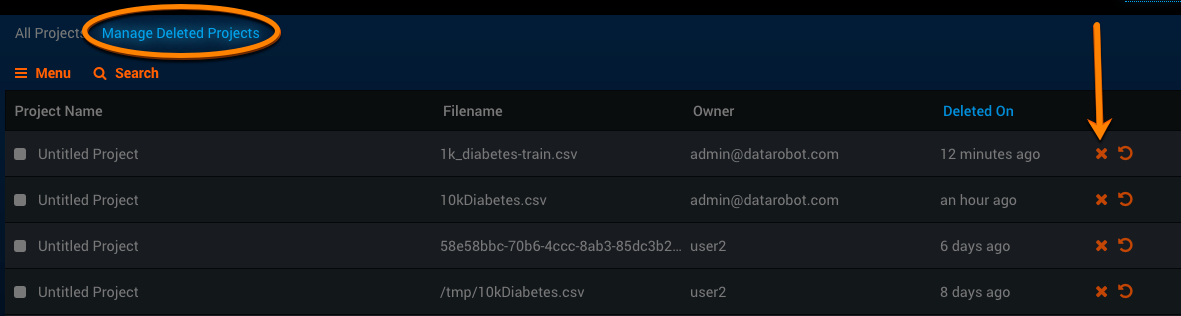 All Projects Manage Deleted Projects
Menu Search
Project Name Filename Owner Deleted On
Untitled Project 1k_diabetes-train.csv admin@datarobot.com 12 minutes ago
Untitled Project 10kDiabetes.csv admin@datarobot.com an hour ago
Untitled Project 58e58bbc-70b6-4ccc-8ab3-85dc3b2... user2 6 days ago
Untitled Project /tmp/10kDiabetes.csv user2 8 days ago